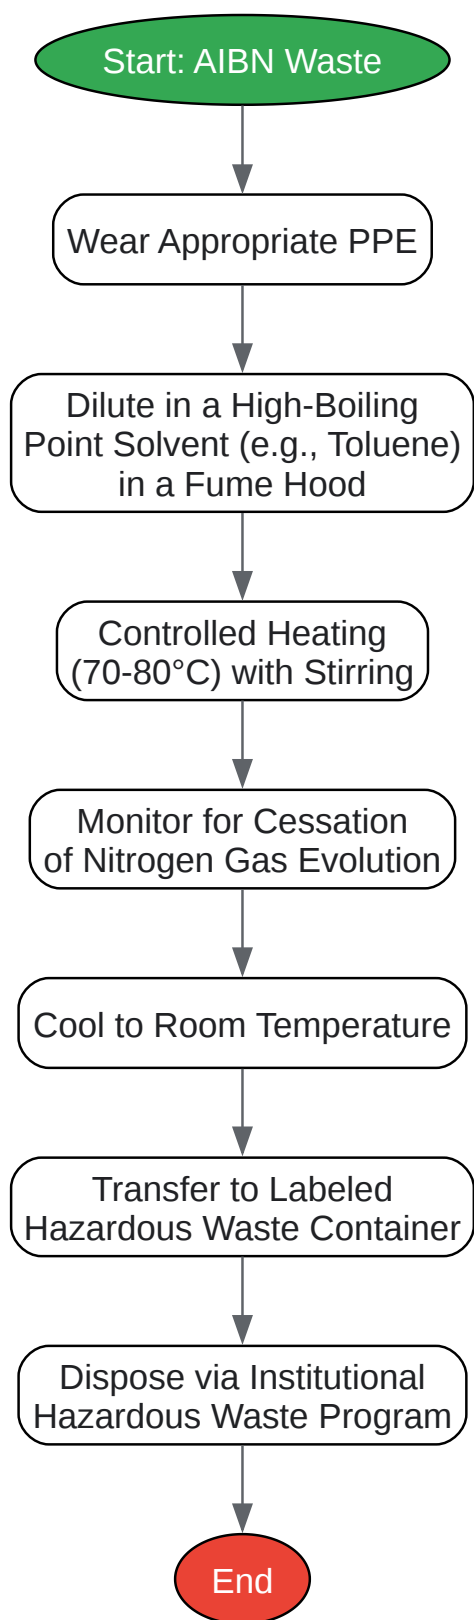 Start: AIBN Waste
Wear Appropriate PPE
Dilute in a High-Boiling
Point Solvent (e.g., Toluene)
in a Fume Hood
Controlled Heating
(70-80°C) with Stirring
Monitor for Cessation
of Nitrogen Gas Evolution
Cool to Room Temperature
Transfer to Labeled
Hazardous Waste Container
Dispose via Institutional
Hazardous Waste Program
End